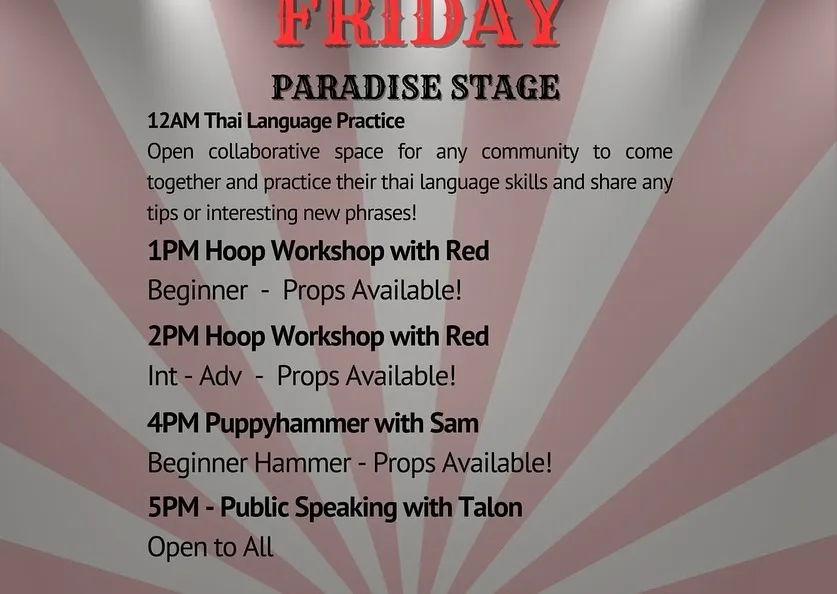 FRIDAY
PARADISE STAGE
12AM Thai Language Practice
Open collaborative space for any community to come
together and practice their thai language skills and share any
tips or interesting new phrases!
1PM Hoop Workshop with Red
Beginner - Props Available!
2PM Hoop Workshop with Red
Int - Adv - Props Available!
4PM Puppyhammer with Sam
Beginner Hammer - Props Available!
5PM - Public Speaking with Talon
Open to All